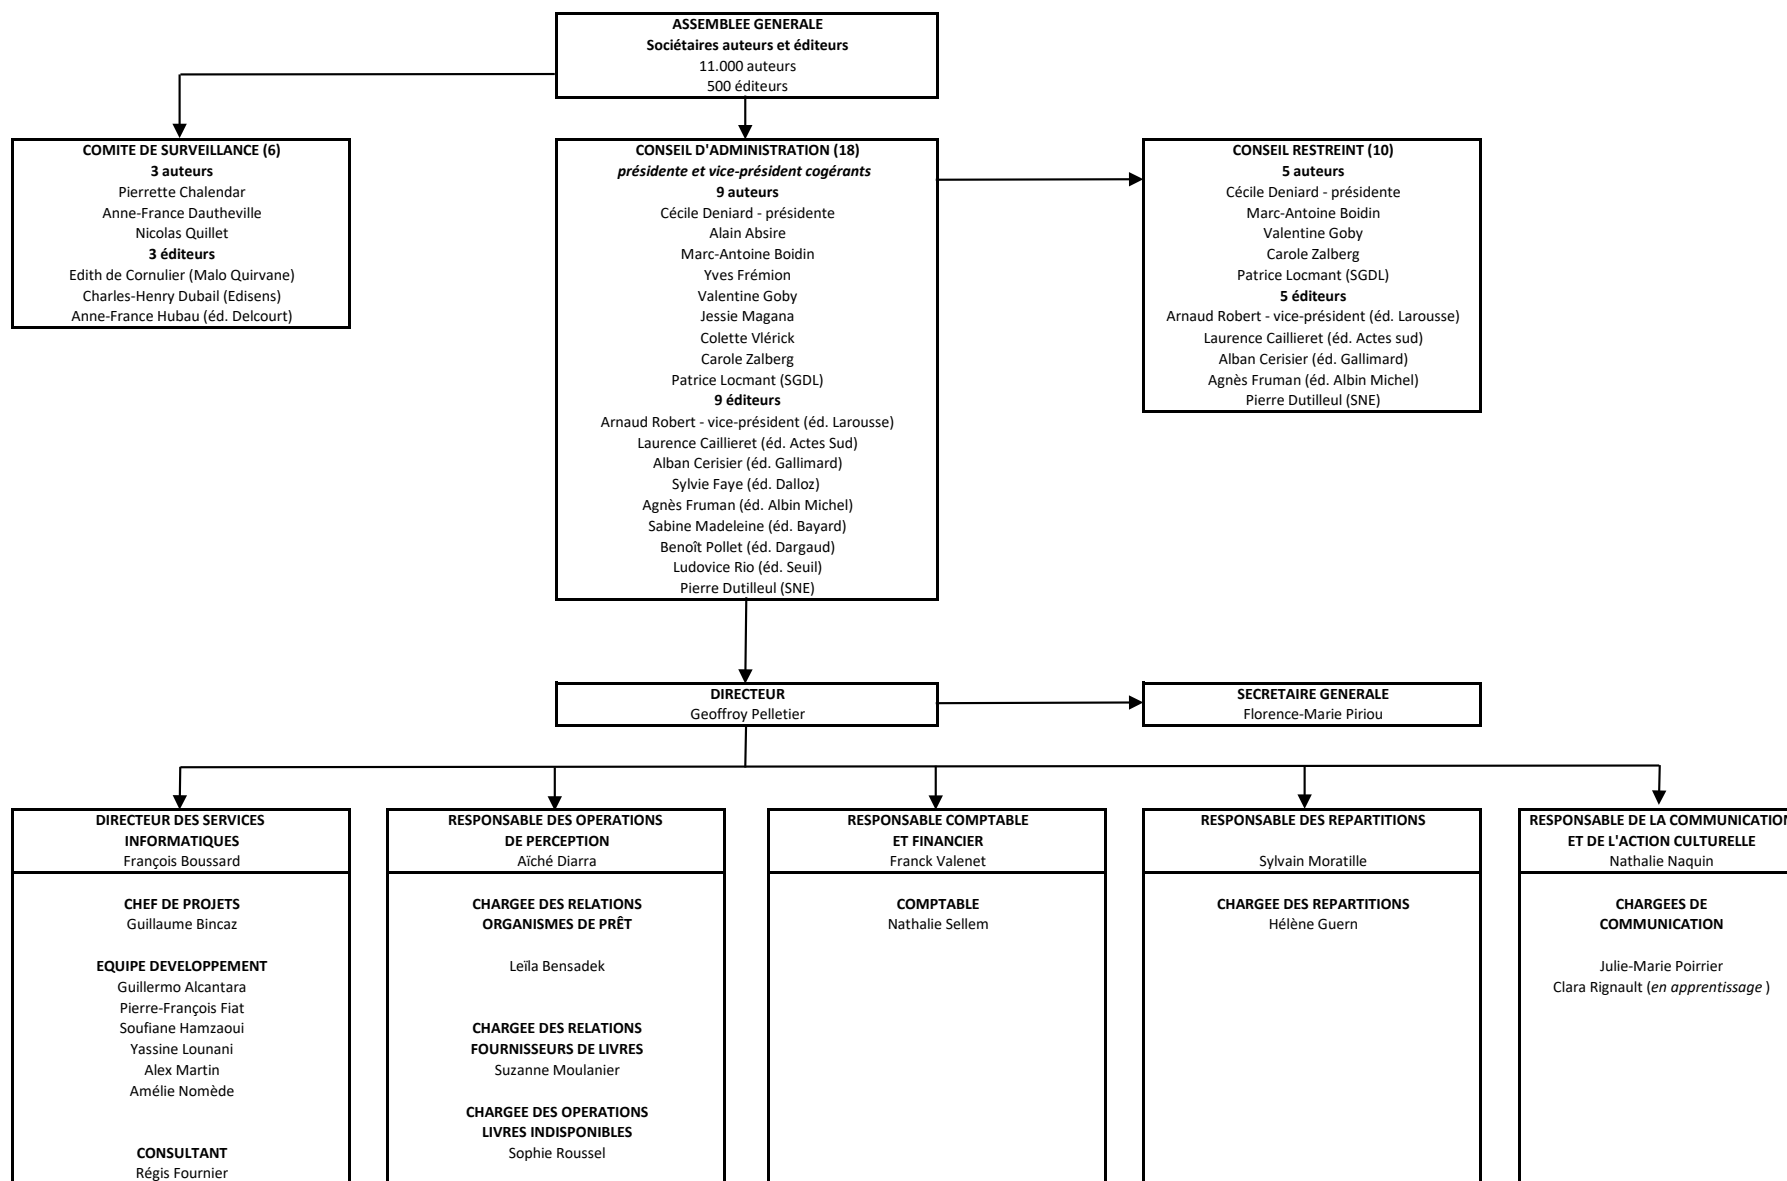 ASSEMBLEE GENERALE
Sociétaires auteurs et éditeurs
11.000 auteurs
500 éditeurs
COMITE DE SURVEILLANCE (6)
3 auteurs
Pierrette Chalendar
Anne-France Dautheville
Nicolas Quillet
3 éditeurs
Edith de Cornulier (Malo Quirvane)
Charles-Henry Dubail (Edisens)
Anne-France Hubau (éd. Delcourt)
CONSEIL D'ADMINISTRATION (18)
présidente et vice-président cogérants
9 auteurs
Cécile Deniard - présidente
Alain Absire
Marc-Antoine Boidin
Yves Frémion
Valentine Goby
Jessie Magana
Colette Vlérick
Carole Zalberg
Patrice Locmant (SGDL)
9 éditeurs
Arnaud Robert - vice-président (éd. Larousse)
Laurence Caillieret (éd. Actes Sud)
Alban Cerisier (éd. Gallimard)
Sylvie Faye (éd. Dalloz)
Agnès Fruman (éd. Albin Michel)
Sabine Madeleine (éd. Bayard)
Benoît Pollet (éd. Dargaud)
Ludovice Rio (éd. Seuil)
Pierre Dutilleul (SNE)
CONSEIL RESTREINT (10)
5 auteurs
Cécile Deniard - présidente
Marc-Antoine Boidin
Valentine Goby
Carole Zalberg
Patrice Locmant (SGDL)
5 éditeurs
Arnaud Robert - vice-président (éd. Larousse)
Laurence Caillieret (éd. Actes sud)
Alban Cerisier (éd. Gallimard)
Agnès Fruman (éd. Albin Michel)
Pierre Dutilleul (SNE)
DIRECTEUR
Geoffroy Pelletier
SECRETAIRE GENERALE
Florence-Marie Piriou
DIRECTEUR DES SERVICES
INFORMATIQUES
François Boussard
CHEF DE PROJETS
Guillaume Bincaz
EQUIPE DEVELOPPEMENT
Guillermo Alcantara
Pierre-François Fiat
Soufiane Hamzaoui
Yassine Lounani
Alex Martin
Amélie Nomède
CONSULTANT
Régis Fournier
RESPONSABLE DES OPERATIONS
DE PERCEPTION
Aïché Diarra
CHARGEE DES RELATIONS
ORGANISMES DE PRÊT
Leïla Bensadek
CHARGEE DES RELATIONS
FOURNISSEURS DE LIVRES
Suzanne Moulanier
CHARGEE DES OPERATIONS
LIVRES INDISPONIBLES
Sophie Roussel
RESPONSABLE COMPTABLE
ET FINANCIER
Franck Valenet
COMPTABLE
Nathalie Sellem
RESPONSABLE DES REPARTITIONS
Sylvain Moratille
CHARGEE DES REPARTITIONS
Hélène Guern
RESPONSABLE DE LA COMMUNICATION
ET DE L'ACTION CULTURELLE
Nathalie Naquin
CHARGEES DE
COMMUNICATION
Julie-Marie Poirrier
Clara Rignault (en apprentissage )